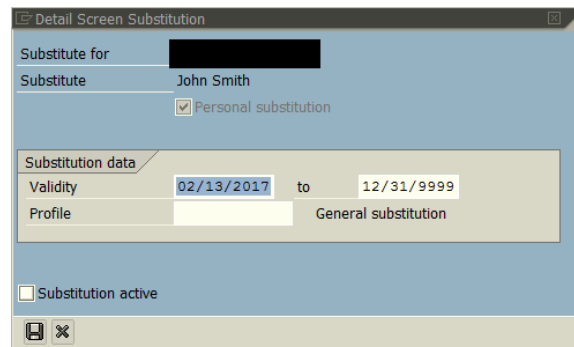 Detail Screen Substitution
Substitute for
Substitute John Smith
Personal substitution
Substitution data
Validity 02/13/2017 to 12/31/9999
Profile General substitution
Substitution active